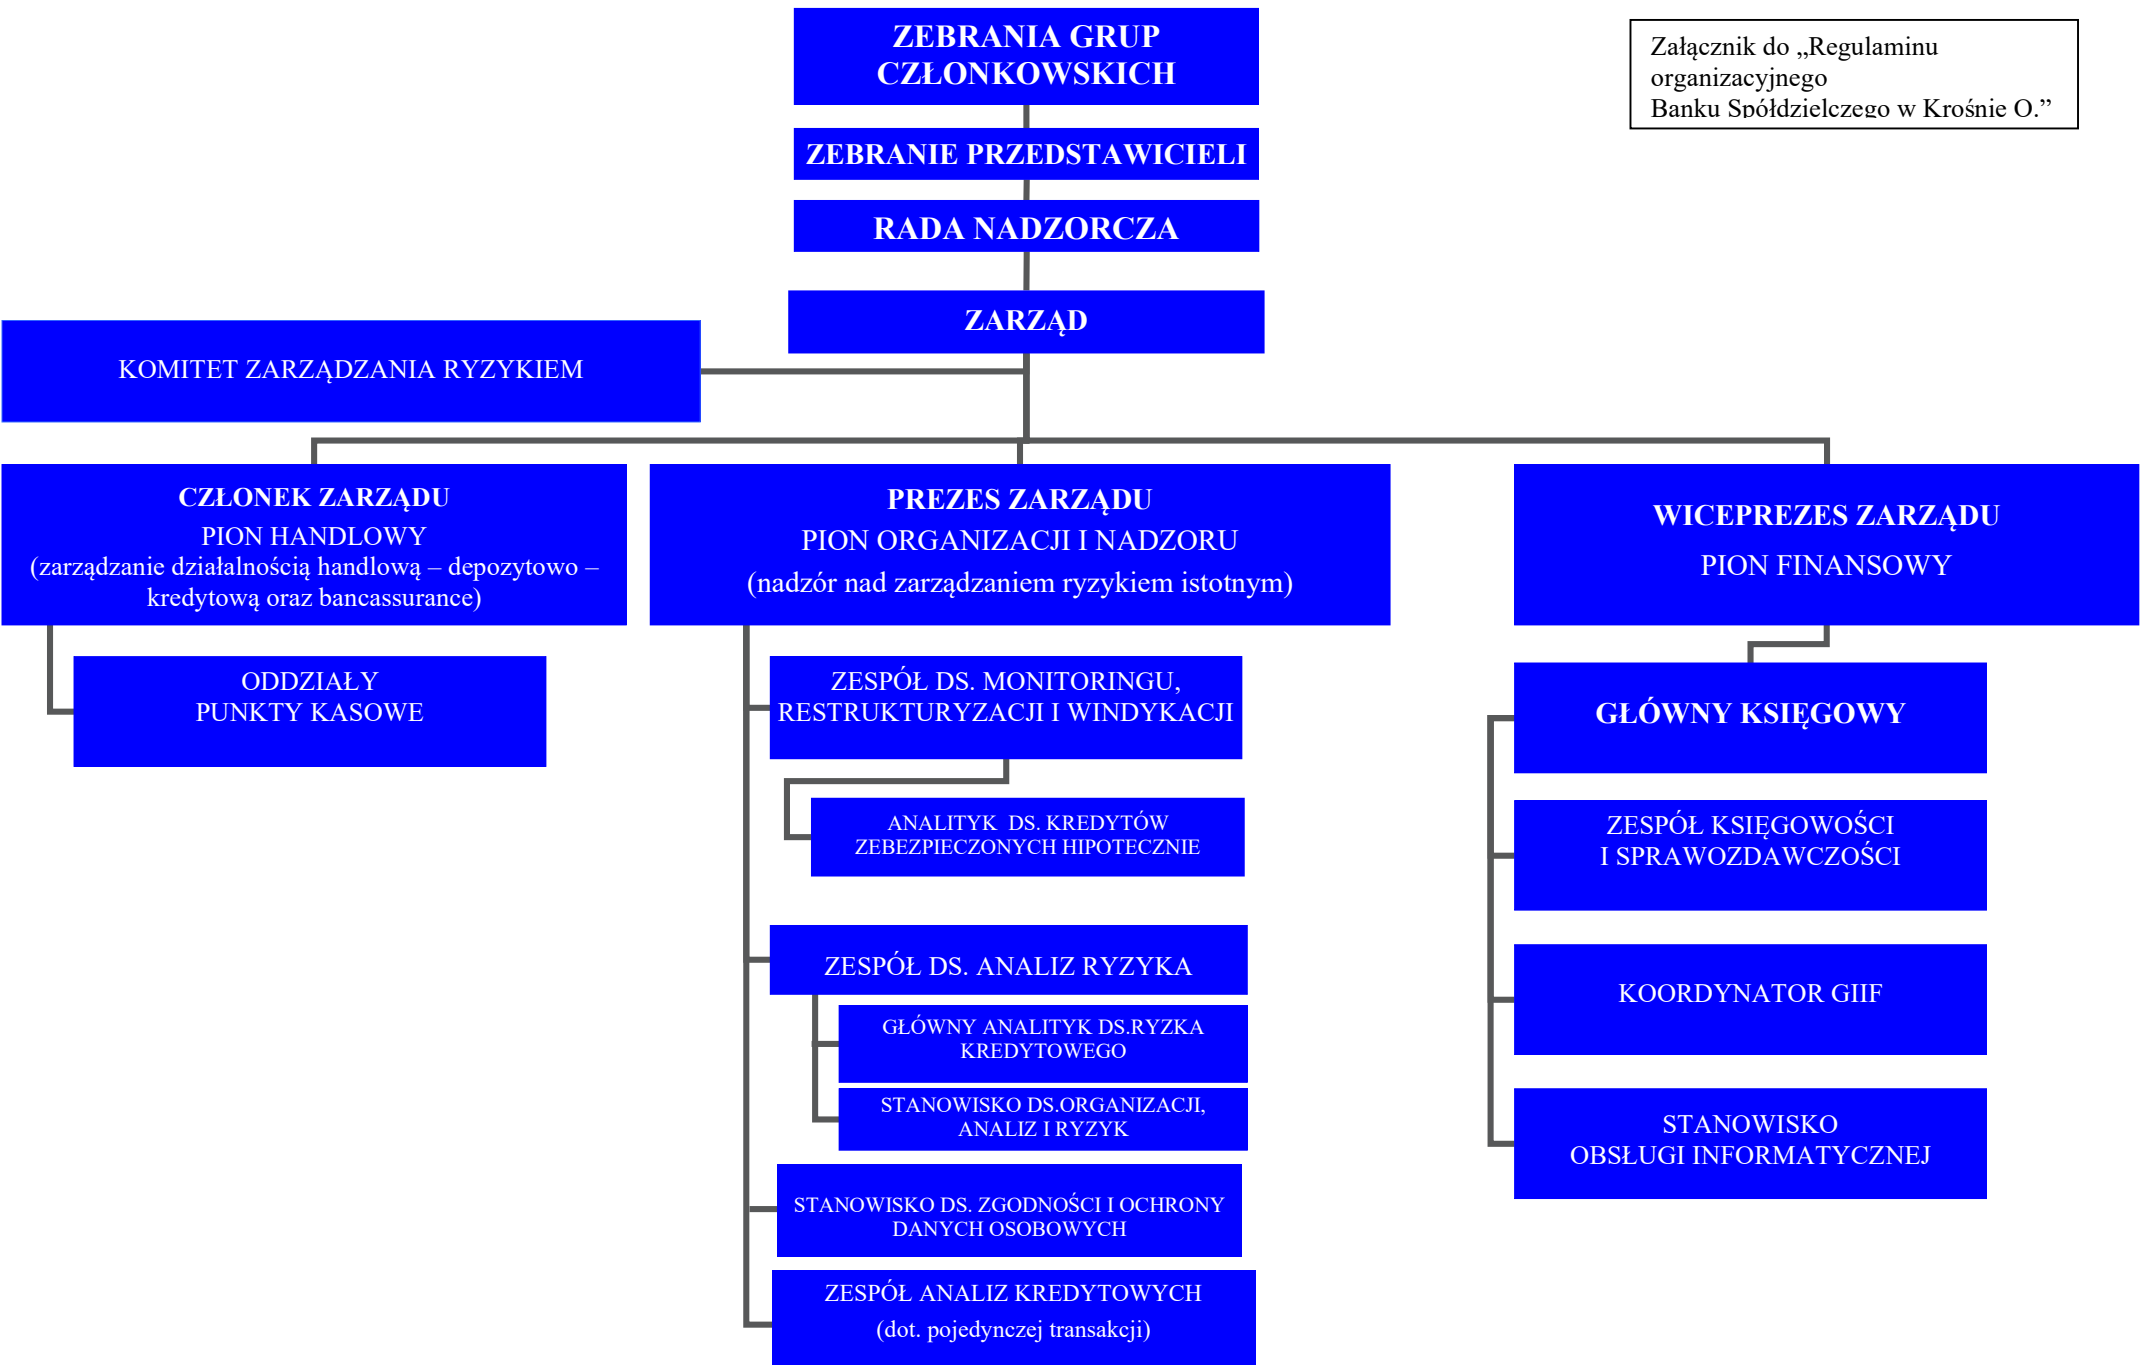 ZEBRANIA GRUP
CZŁONKOWSKICH
Załącznik do „Regulaminu
organizacyjnego
Banku Spółdzielczego w Krośnie O.”
ZEBRANIE PRZEDSTAWICIELI
RADA NADZORCZA
ZARZĄD
KOMITET ZARZĄDZANIA RYZYKIEM
CZŁONEK ZARZĄDU
PION HANDLOWY
(zarządzanie działalnością handlową – depozytowo –
kredytową oraz bancassurance)
ODDZIAŁY
PUNKTY KASOWE
PREZES ZARZĄDU
PION ORGANIZACJI I NADZORU
(nadzór nad zarządzaniem ryzykiem istotnym)
ZESPÓŁ DS. MONITORINGU,
RESTRUKTURYZACJI I WINDYKACJI
ANALITYK  DS. KREDYTÓW
ZEBEZPIECZONYCH HIPOTECZNIE
ZESPÓŁ DS. ANALIZ RYZYKA
GŁÓWNY ANALITYK DS.RYZKA
KREDYTOWEGO
STANOWISKO DS.ORGANIZACJI,
ANALIZ I RYZYK
STANOWISKO DS. ZGODNOŚCI I OCHRONY
DANYCH OSOBOWYCH
ZESPÓŁ ANALIZ KREDYTOWYCH
(dot. pojedynczej transakcji)
WICEPREZES ZARZĄDU
PION FINANSOWY
GŁÓWNY KSIĘGOWY
ZESPÓŁ KSIĘGOWOŚCI
I SPRAWOZDAWCZOŚCI
KOORDYNATOR GIIF
STANOWISKO
OBSŁUGI INFORMATYCZNEJ